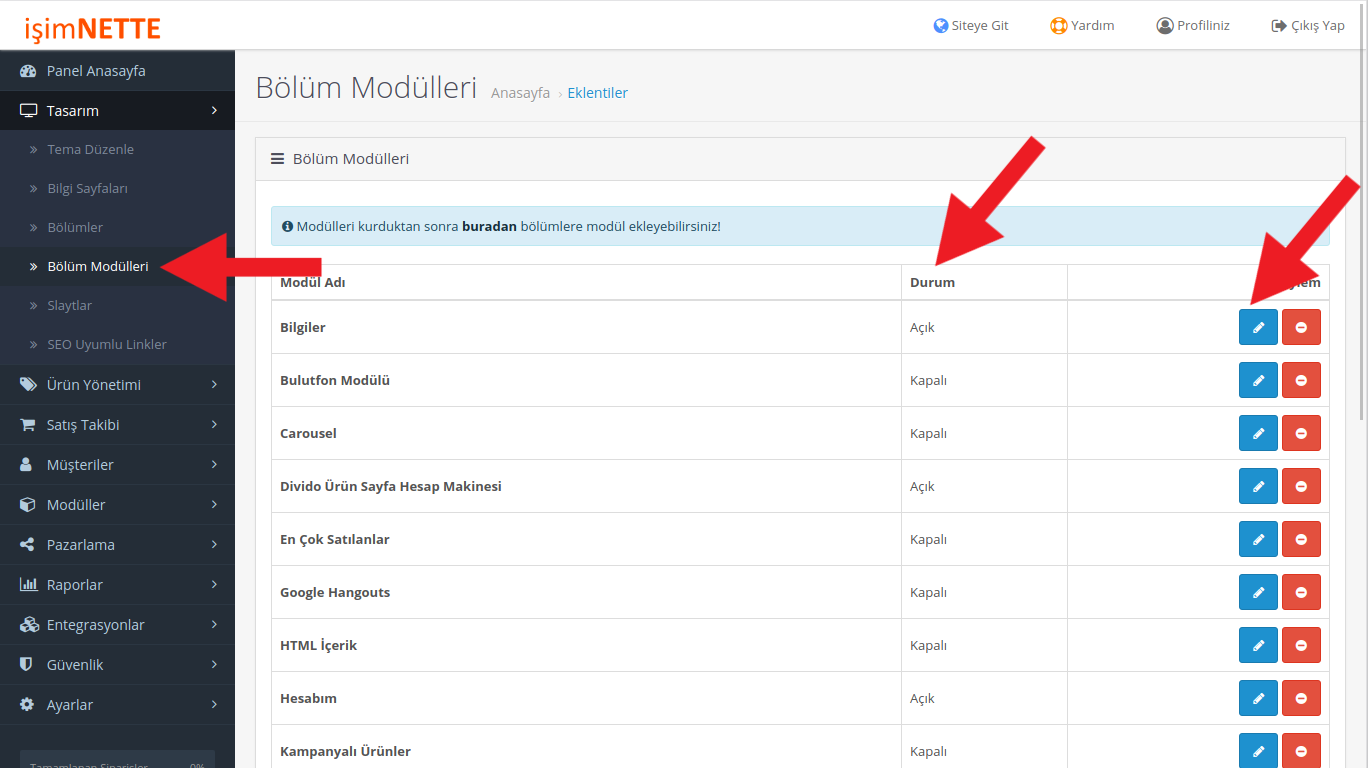 işimNETTE
Siteye Git
Yardım
Profiliniz
Çıkış Yap
Panel Anasayfa
Tasarım
Tema Düzenle
Bilgi Sayfaları
Bölümler
Bölüm Modülleri
Slaytlar
SEO Uyumlu Linkler
Ürün Yönetimi
Satış Takibi
Müşteriler
Modüller
Pazarlama
Raporlar
Entegrasyonlar
Güvenlik
Ayarlar
Tamamlanan Siparişler 0%
Bölüm Modülleri Anasayfa › Eklentiler
Bölüm Modülleri
Modülleri kurduktan sonra buradan bölümlere modül ekleyebilirsiniz!
Modül Adı Durum
Bilgiler Açık
Bulutfon Modülü Kapalı
Carousel Kapalı
Divido Ürün Sayfa Hesap Makinesi Açık
En Çok Satılanlar Kapalı
Google Hangouts Kapalı
HTML İçerik Kapalı
Hesabım Açık
Kampanyalı Ürünler Kapalı